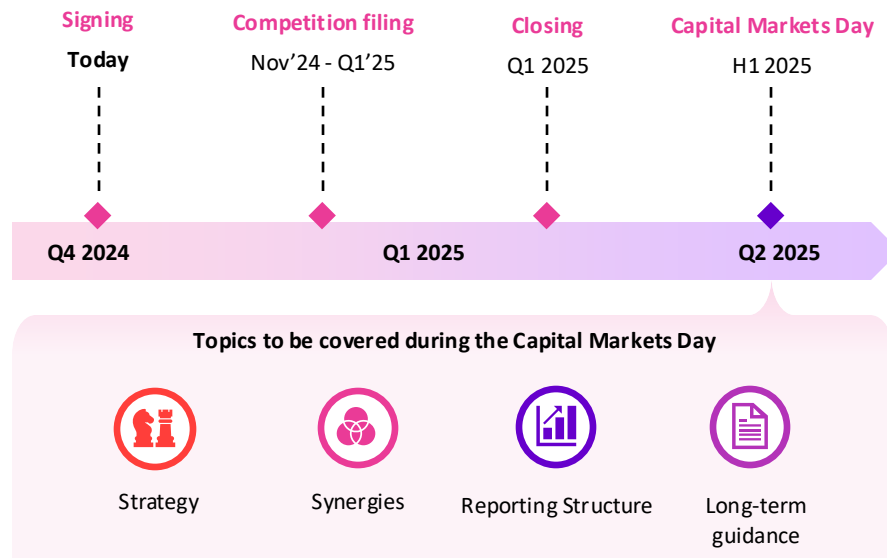 Signing
Today
Competition filing
Nov’24 - Q1’25
Closing
Q1 2025
Capital Markets Day
H1 2025
Q4 2024
Q1 2025
Q2 2025
Topics to be covered during the Capital Markets Day
Strategy
Synergies
Reporting Structure
Long-term
guidance